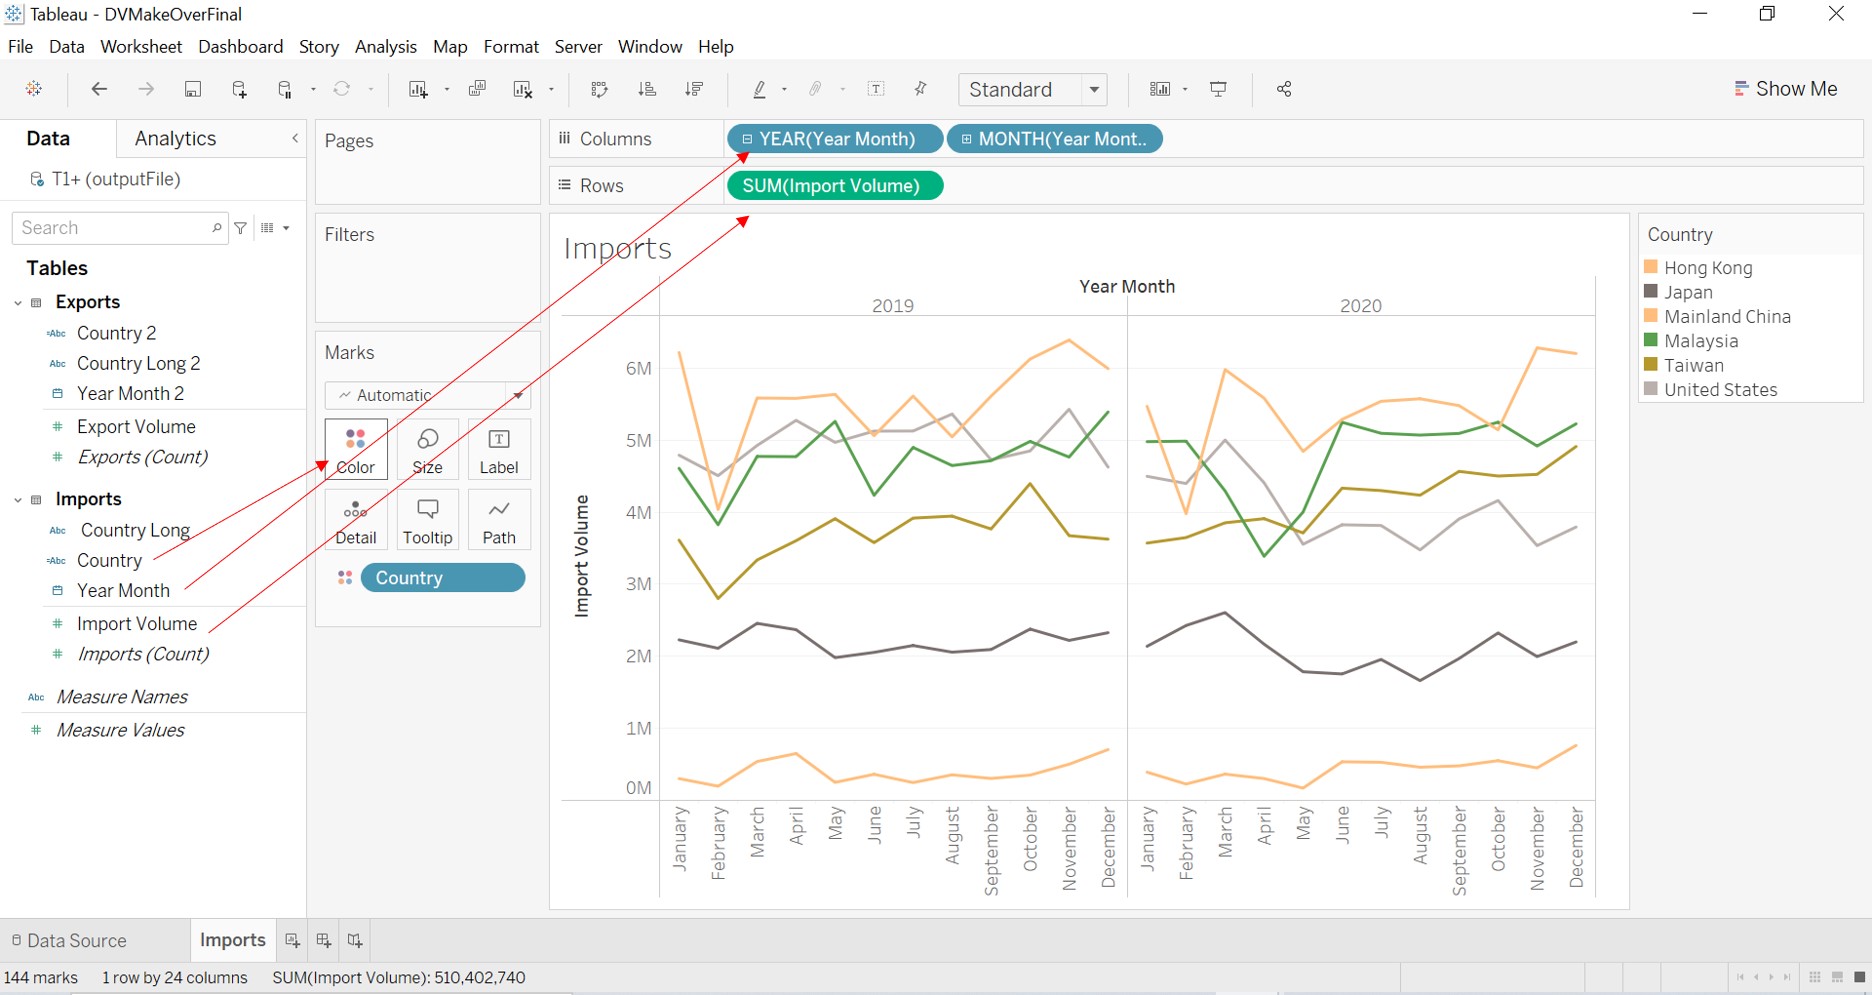 Tableau - DVMakeOverFinal
File Data Worksheet Dashboard Story Analysis Map Format Server Window Help
Standard
Show Me
Data Analytics
T1+ (outputFile)
Search
Tables
Exports
Abc Country 2
Abc Country Long 2
Year Month 2
# Export Volume
# Exports (Count)
Imports
Abc Country Long
Abc Country
Year Month
# Import Volume
# Imports (Count)
Abc Measure Names
# Measure Values
Pages
Filters
Marks
Automatic
Color Size Label
Detail Tooltip Path
Country
Columns YEAR(Year Month) MONTH(Year Mont..
Rows SUM(Import Volume)
Imports
Year Month
2019 2020
Import Volume
6M
5M
4M
3M
2M
1M
0M
January
February
March
April
May
June
July
August
September
October
November
December
January
February
March
April
May
June
July
August
September
October
November
December
Country
Hong Kong
Japan
Mainland China
Malaysia
Taiwan
United States
Data Source Imports
144 marks 1 row by 24 columns SUM(Import Volume): 510,402,740